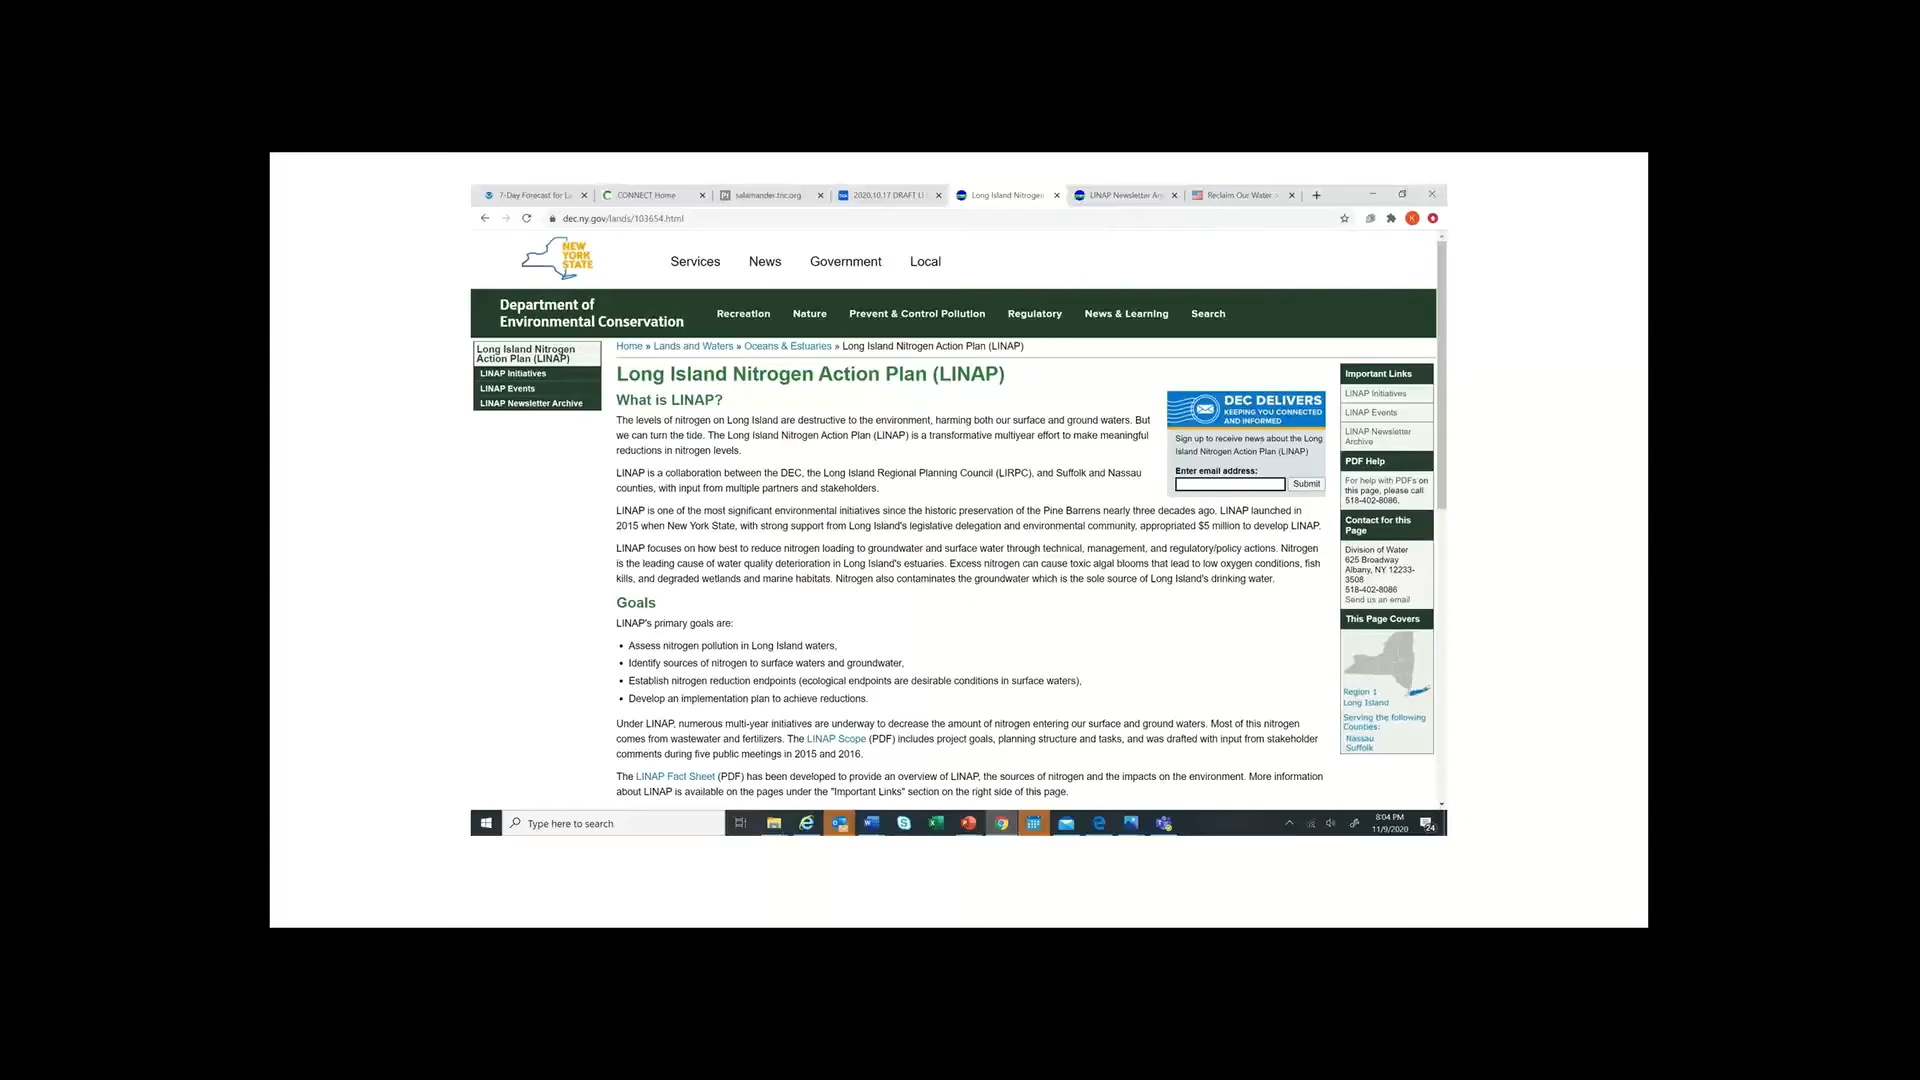 7-Day Forecast for La
CONNECT Home
salamander.tnc.org
2020.10.17 DRAFT LI
Long Island Nitrogen
LINAP Newsletter Ar
Reclaim Our Water
dec.ny.gov/lands/103654.html
K
NEW
YORK
STATE
Services News Government Local
Department of
Environmental Conservation
Recreation Nature Prevent & Control Pollution Regulatory News & Learning Search
Long Island Nitrogen
Action Plan (LINAP)
LINAP Initiatives
LINAP Events
LINAP Newsletter Archive
Home » Lands and Waters » Oceans & Estuaries » Long Island Nitrogen Action Plan (LINAP)
Long Island Nitrogen Action Plan (LINAP)
What is LINAP?
The levels of nitrogen on Long Island are destructive to the environment, harming both our surface and ground waters. But
we can turn the tide. The Long Island Nitrogen Action Plan (LINAP) is a transformative multiyear effort to make meaningful
reductions in nitrogen levels.
LINAP is a collaboration between the DEC, the Long Island Regional Planning Council (LIRPC), and Suffolk and Nassau
counties, with input from multiple partners and stakeholders.
DEC DELIVERS
KEEPING YOU CONNECTED
AND INFORMED
Sign up to receive news about the Long
Island Nitrogen Action Plan (LINAP)
Enter email address:
Submit
LINAP is one of the most significant environmental initiatives since the historic preservation of the Pine Barrens nearly three decades ago. LINAP launched in
2015 when New York State, with strong support from Long Island's legislative delegation and environmental community, appropriated $5 million to develop LINAP.
LINAP focuses on how best to reduce nitrogen loading to groundwater and surface water through technical, management, and regulatory/policy actions. Nitrogen
is the leading cause of water quality deterioration in Long Island's estuaries. Excess nitrogen can cause toxic algal blooms that lead to low oxygen conditions, fish
kills, and degraded wetlands and marine habitats. Nitrogen also contaminates the groundwater which is the sole source of Long Island's drinking water.
Goals
LINAP's primary goals are:
• Assess nitrogen pollution in Long Island waters,
• Identify sources of nitrogen to surface waters and groundwater,
• Establish nitrogen reduction endpoints (ecological endpoints are desirable conditions in surface waters),
• Develop an implementation plan to achieve reductions.
Under LINAP, numerous multi-year initiatives are underway to decrease the amount of nitrogen entering our surface and ground waters. Most of this nitrogen
comes from wastewater and fertilizers. The LINAP Scope (PDF) includes project goals, planning structure and tasks, and was drafted with input from stakeholder
comments during five public meetings in 2015 and 2016.
The LINAP Fact Sheet (PDF) has been developed to provide an overview of LINAP, the sources of nitrogen and the impacts on the environment. More information
about LINAP is available on the pages under the "Important Links" section on the right side of this page.
Important Links
LINAP Initiatives
LINAP Events
LINAP Newsletter
Archive
PDF Help
For help with PDFs on
this page, please call
518-402-8086.
Contact for this
Page
Division of Water
625 Broadway
Albany, NY 12233-
3508
518-402-8086
Send us an email
This Page Covers
Region 1
Long Island
Serving the following
Counties:
Nassau
Suffolk
Type here to search
8:04 PM
11/9/2020
24